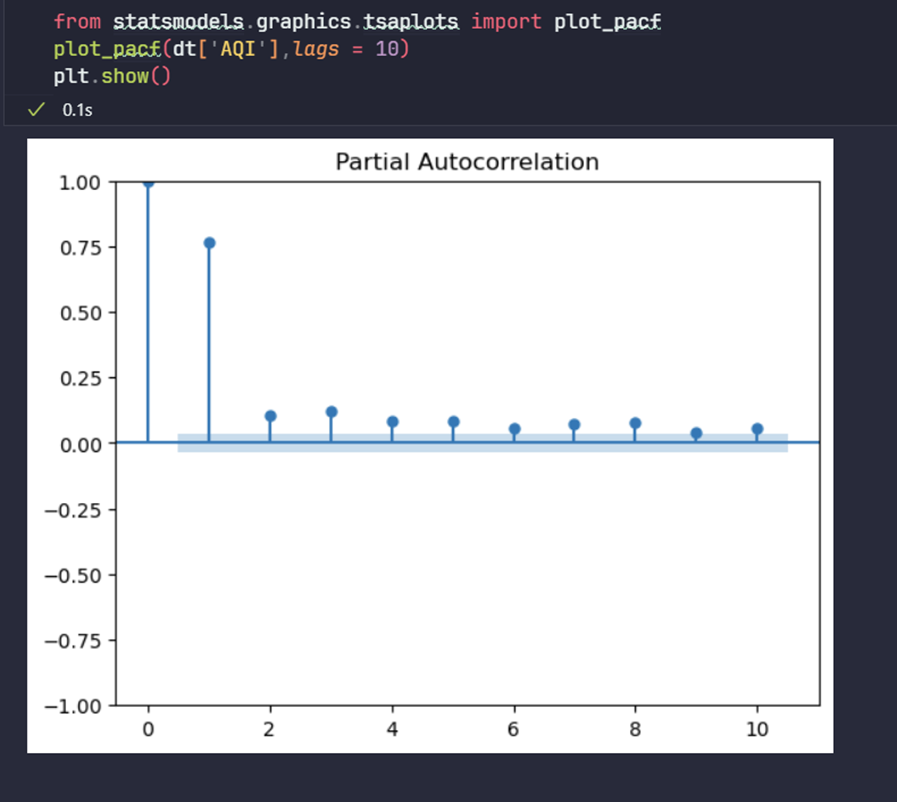 from statsmodels.graphics.tsaplots import plot_pacf
plot_pacf(dt['AQI'],lags = 10)
plt.show()
✓ 0.1s
Partial Autocorrelation
1.00
0.75
0.50
0.25
0.00
−0.25
−0.50
−0.75
−1.00
0 2 4 6 8 10